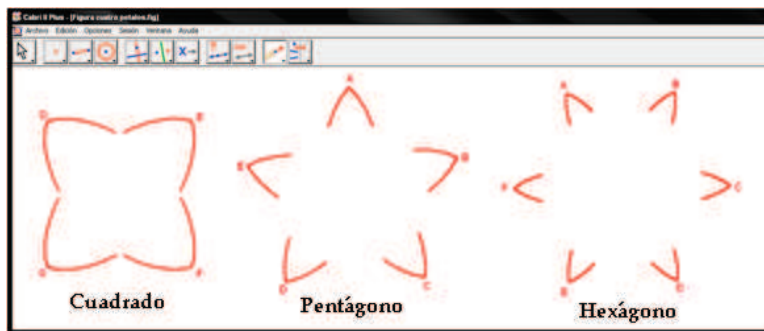 Cabri II Plus - [Figura cuatro petalos.fig]
Archivo Edición Opciones Sesión Ventana Ayuda
A
A B
D E
B
E
F C
G F
D C
Cuadrado Pentágono Hexágono